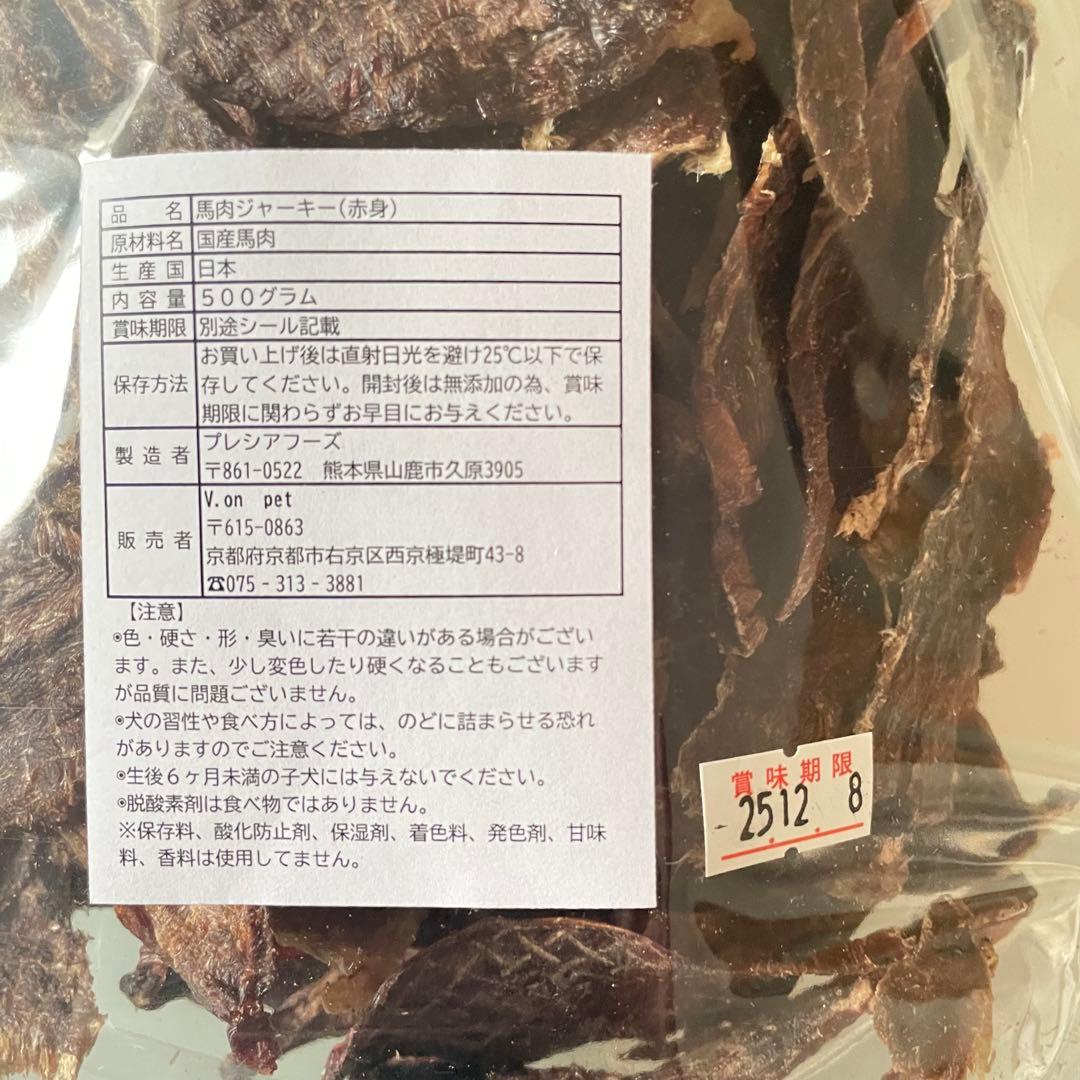 品名 馬肉ジャーキー(赤身)
原材料名 国産馬肉
生産国 日本
内容量 500グラム
賞味期限 別途シール記載
保存方法 お買い上げ後は直射日光を避け25℃以下で保
存してください。開封後は無添加の為、賞味
期限に関わらずお早目にお与えください。
製造者 プレシアフーズ
〒861-0522 熊本県山鹿市久原3905
販売者 V.on pet
〒615-0863
京都府京都市右京区西京極堤町43-8
☎075-313-3881
【注意】
◉色・硬さ・形・臭いに若干の違いがある場合がござい
ます。また、少し変色したり硬くなることもございます
が品質に問題ございません。
◉犬の習性や食べ方によっては、のどに詰まらせる恐れ
がありますのでご注意ください。
◉生後6ヶ月未満の子犬には与えないでください。
◉脱酸素剤は食べ物ではありません。
※保存料、酸化防止剤、保湿剤、着色料、発色剤、甘味
料、香料は使用してません。
賞味期限
25.12.8